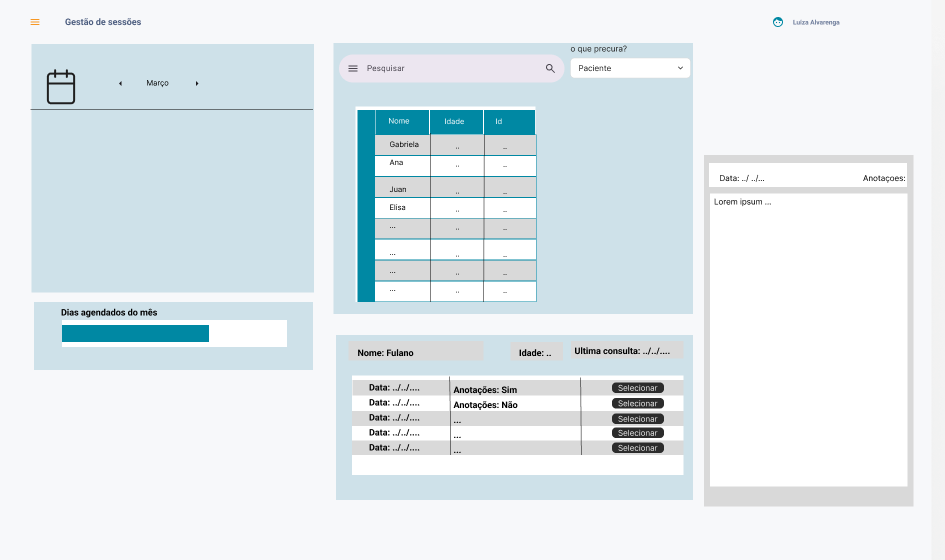 Gestão de sessões
Luiza Alvarenga
Março
Dias agendados do mês
o que precura?
Pesquisar
Paciente
Nome Idade Id
Gabriela .. _
Ana .. _
Juan .. _
Elisa .. _
... .. _
... .. _
... .. _
... .. _
Nome: Fulano Idade: .. Ultima consulta: ../../....
Data: ../../.... Anotações: Sim Selecionar
Data: ../../.... Anotações: Não Selecionar
Data: ../../.... ... Selecionar
Data: ../../.... ... Selecionar
Data: ../../.... ... Selecionar
Data: ../ ../... Anotaçoes:
Lorem ipsum ...